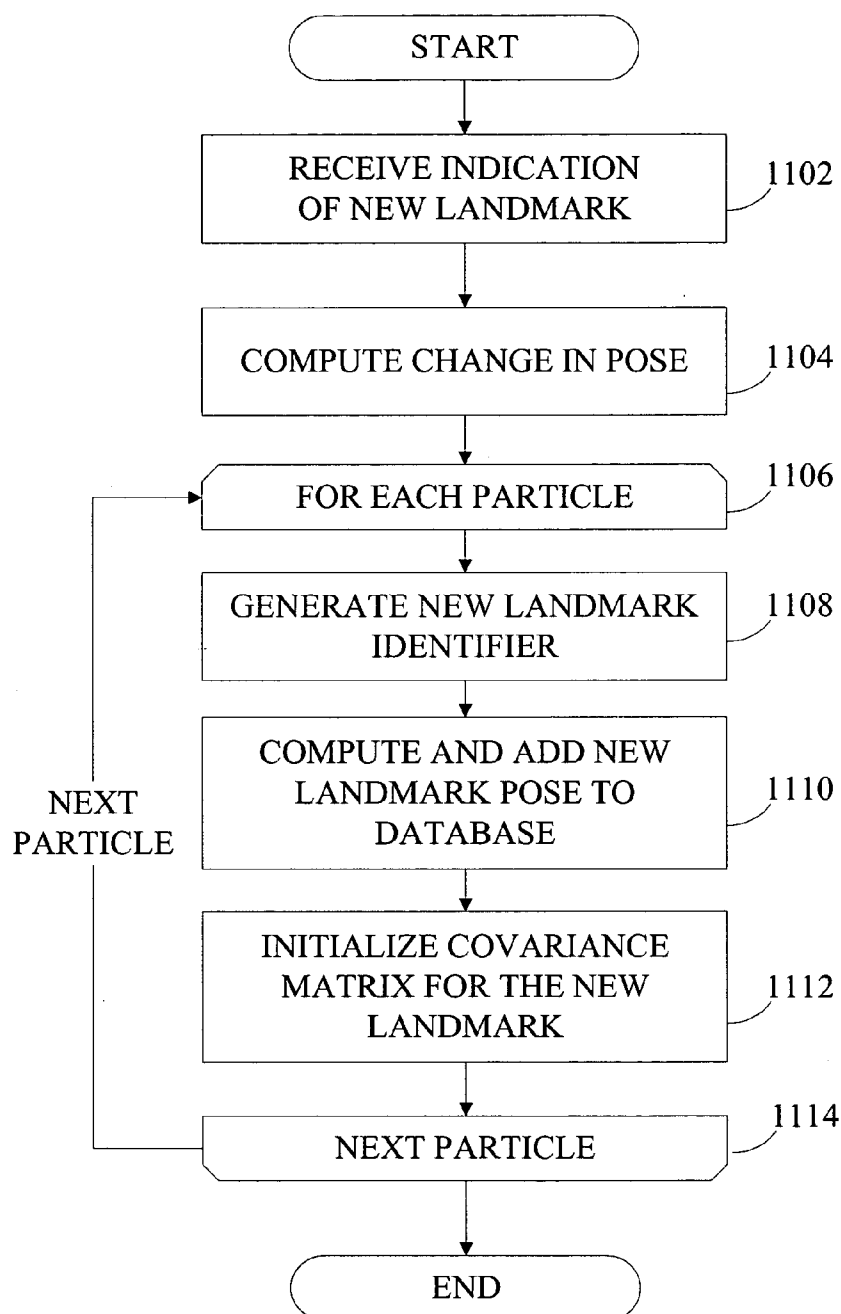 START
RECEIVE INDICATION
OF NEW LANDMARK
1102
COMPUTE CHANGE IN POSE
1104
FOR EACH PARTICLE
1106
GENERATE NEW LANDMARK
IDENTIFIER
1108
COMPUTE AND ADD NEW
LANDMARK POSE TO
DATABASE
1110
NEXT
PARTICLE
INITIALIZE COVARIANCE
MATRIX FOR THE NEW
LANDMARK
1112
NEXT PARTICLE
1114
END